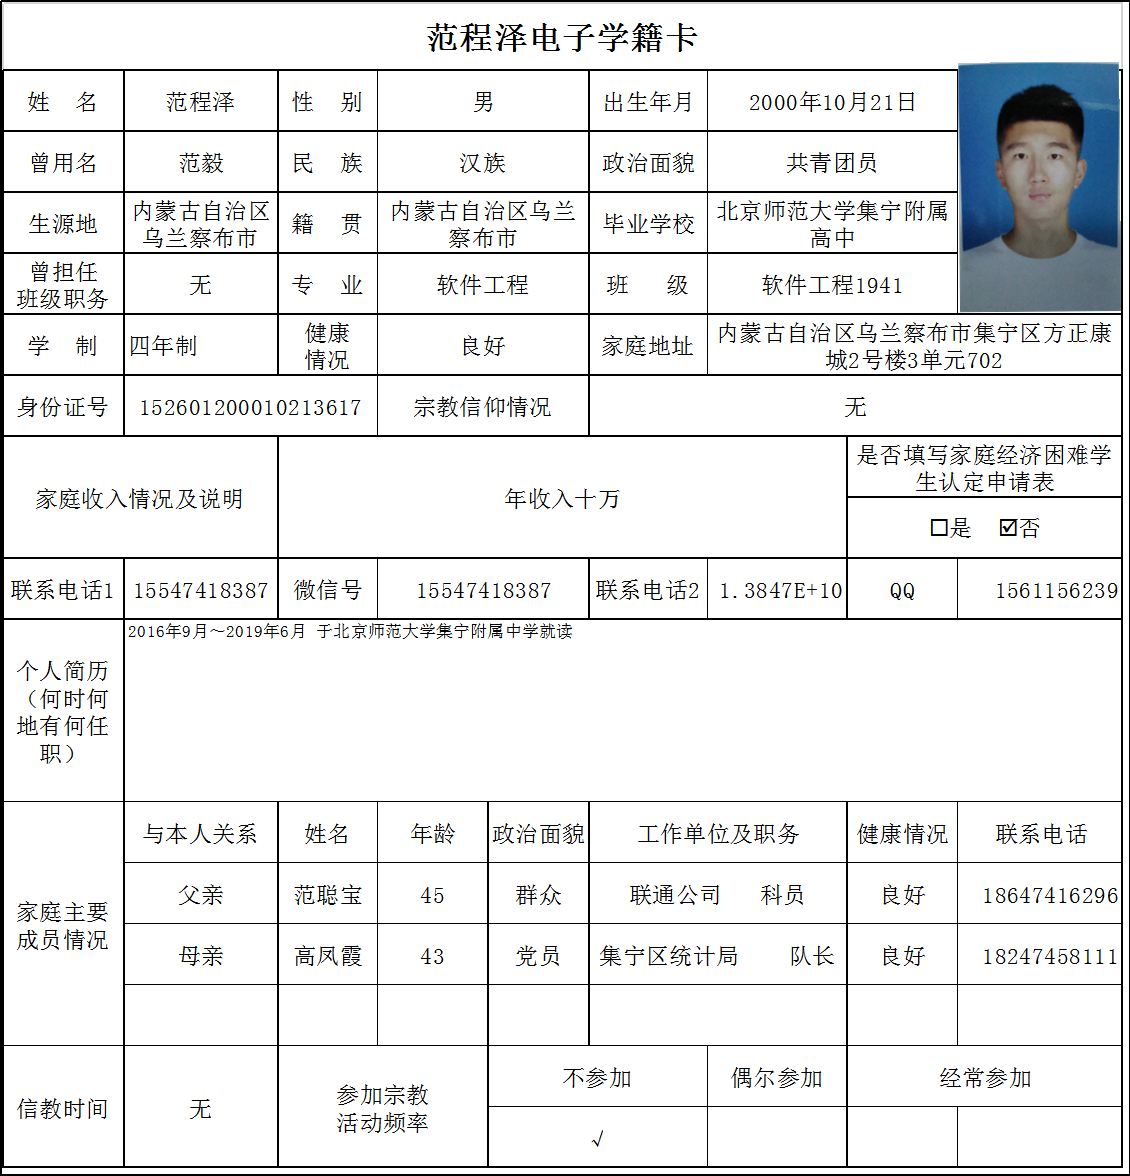 范程泽电子学籍卡
姓 名 范程泽 性 别 男 出生年月 2000年10月21日
曾用名 范毅 民 族 汉族 政治面貌 共青团员
生源地 内蒙古自治区 籍 贯 内蒙古自治区乌兰 毕业学校 北京师范大学集宁附属
乌兰察布市 察布市 高中
曾担任
班级职务 无 专 业 软件工程 班 级 软件工程1941
学 制 四年制 健康 良好 家庭地址 内蒙古自治区乌兰察布市集宁区方正康
情况 城2号楼3单元702
身份证号 152601200010213617 宗教信仰情况 无
家庭收入情况及说明 年收入十万 是否填写家庭经济困难学
生认定申请表
☐是 ☑否
联系电话1 15547418387 微信号 15547418387 联系电话2 1.3847E+10 QQ 1561156239
2016年9月～2019年6月 于北京师范大学集宁附属中学就读
个人简历
（何时何
地有何任
职）
与本人关系 姓名 年龄 政治面貌 工作单位及职务 健康情况 联系电话
父亲 范聪宝 45 群众 联通公司 科员 良好 18647416296
家庭主要
成员情况
母亲 高凤霞 43 党员 集宁区统计局 队长 良好 18247458111
不参加 偶尔参加 经常参加
信教时间 无 参加宗教
活动频率
√